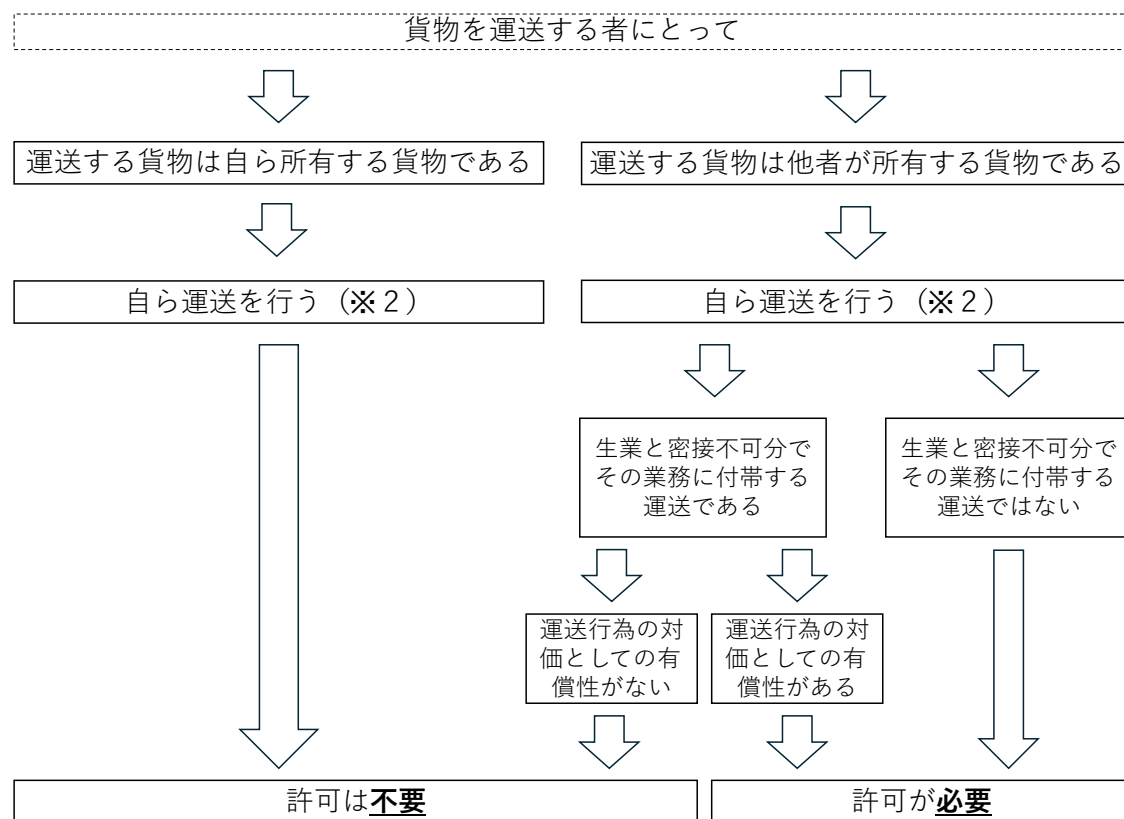 貨物を運送する者にとって
運送する貨物は自ら所有する貨物である
運送する貨物は他者が所有する貨物である
自ら運送を行う(※2)
自ら運送を行う(※2)
生業と密接不可分で
その業務に付帯する
運送である
生業と密接不可分で
その業務に付帯する
運送ではない
運送行為の対
価としての有
償性がない
運送行為の対
価としての有
償性がある
許可は不要
許可が必要